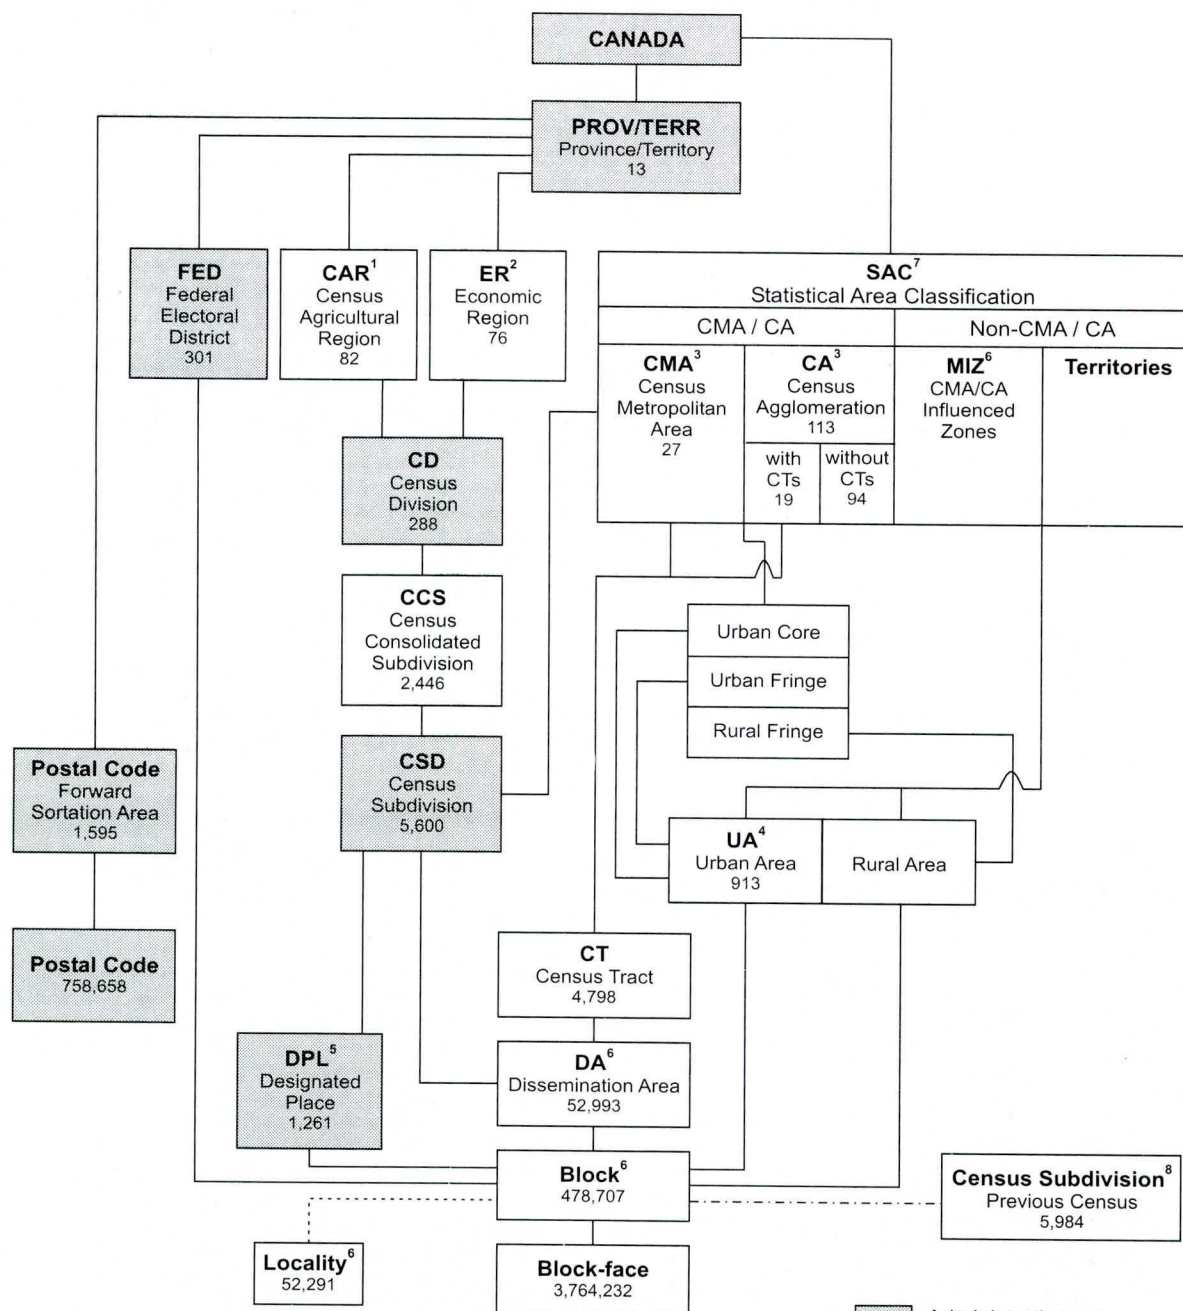 CANADA
PROV/TERR
Province/Territory
13
FED
Federal
Electoral
District
301
CAR1
Census
Agricultural
Region
82
ER2
Economic
Region
76
SAC7
Statistical Area Classification
CMA / CA
Non-CMA / CA
CMA3
Census
Metropolitan
Area
27
CA3
Census
Agglomeration
113
with
CTs
19
without
CTs
94
MIZ6
CMA/CA
Influenced
Zones
Territories
CD
Census
Division
288
CCS
Census
Consolidated
Subdivision
2,446
Urban Core
Urban Fringe
Rural Fringe
CSD
Census
Subdivision
5,600
Postal Code
Forward
Sortation Area
1,595
UA4
Urban Area
913
Rural Area
Postal Code
758,658
CT
Census Tract
4,798
DPL5
Designated
Place
1,261
DA6
Dissemination Area
52,993
Block6
478,707
Census Subdivision8
Previous Census
5,984
Locality6
52,291
Block-face
3,764,232